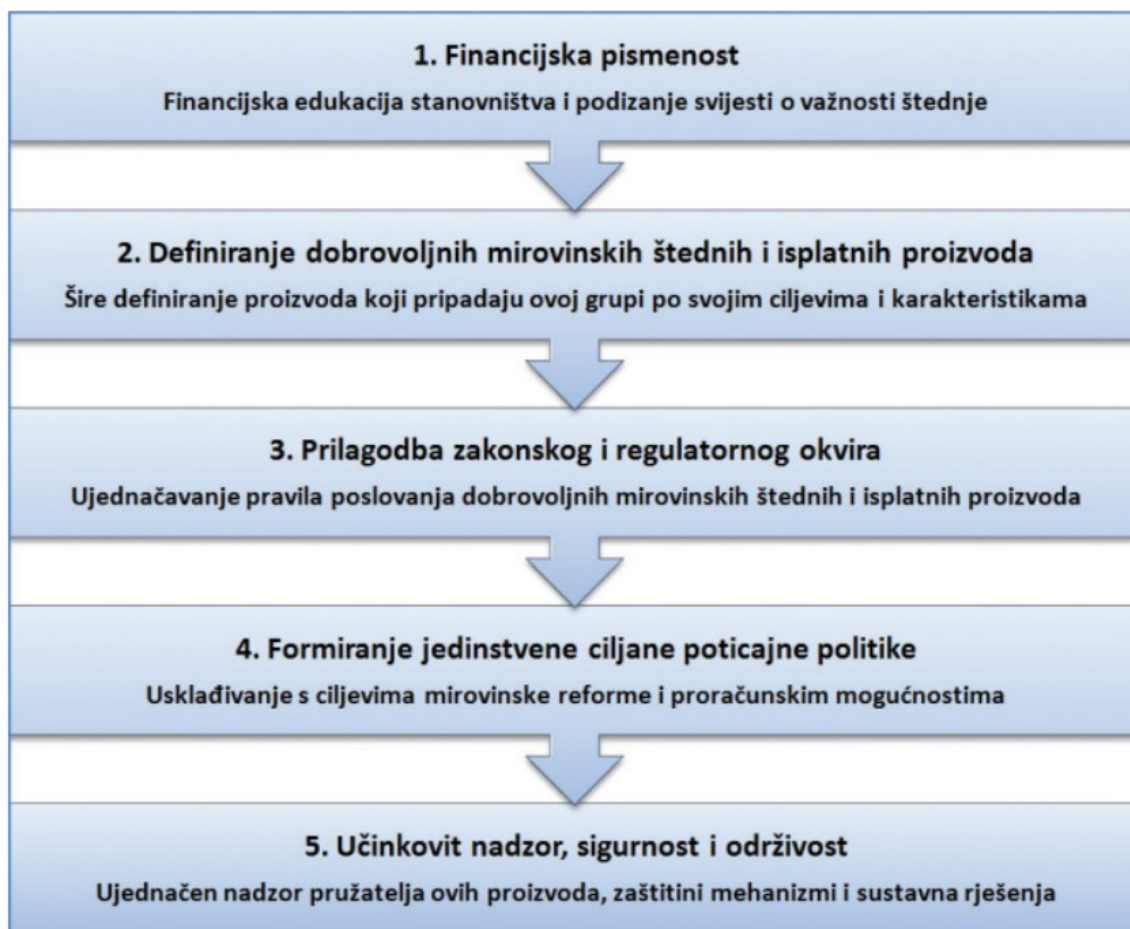 1. Financijska pismenost
Financijska edukacija stanovništva i podizanje svijesti o važnosti štednje
2. Definiranje dobrovoljnih mirovinskih štednih i isplatnih proizvoda
Šire definiranje proizvoda koji pripadaju ovoj grupi po svojim ciljevima i karakteristikama
3. Prilagodba zakonskog i regulatornog okvira
Ujednačavanje pravila poslovanja dobrovoljnih mirovinskih štednih i isplatnih proizvoda
4. Formiranje jedinstvene ciljane poticajne politike
Usklađivanje s ciljevima mirovinske reforme i proračunskim mogućnostima
5. Učinkovit nadzor, sigurnost i održivost
Ujednačen nadzor pružatelja ovih proizvoda, zaštitini mehanizmi i sustavna rješenja